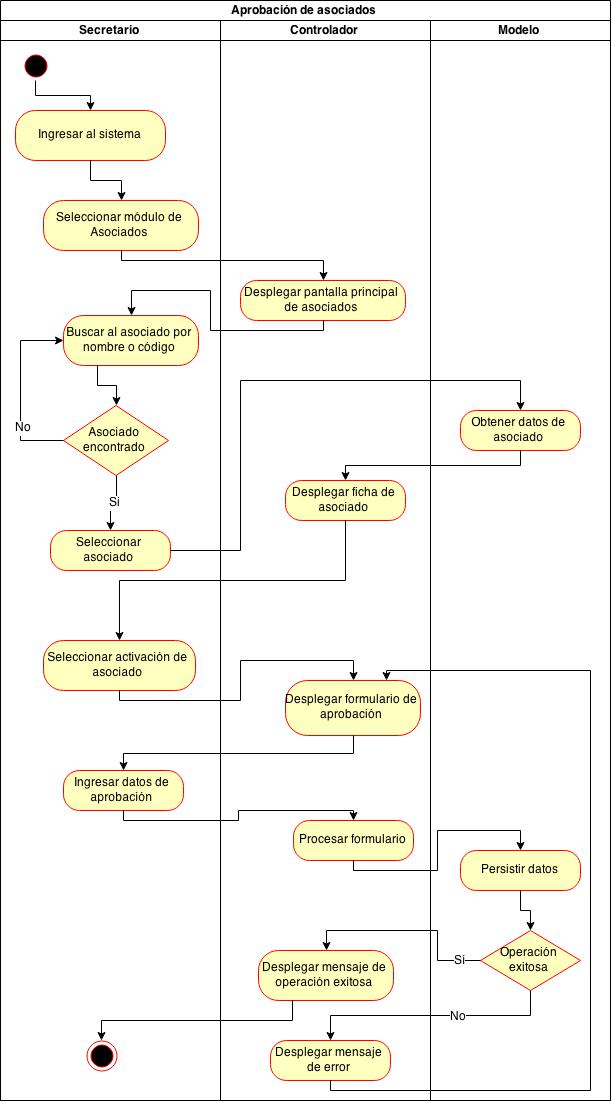 Aprobación de asociados
Secretario
Controlador
Modelo
Ingresar al sistema
Seleccionar módulo de
Asociados
Desplegar pantalla principal
de asociados
Buscar al asociado por
nombre o código
No
Asociado
encontrado
Sí
Obtener datos de
asociado
Desplegar ficha de
asociado
Seleccionar
asociado
Seleccionar activación de
asociado
Desplegar formulario de
aprobación
Ingresar datos de
aprobación
Procesar formulario
Persistir datos
Operación
exitosa
Sí
Desplegar mensaje de
operación exitosa
No
Desplegar mensaje
de error